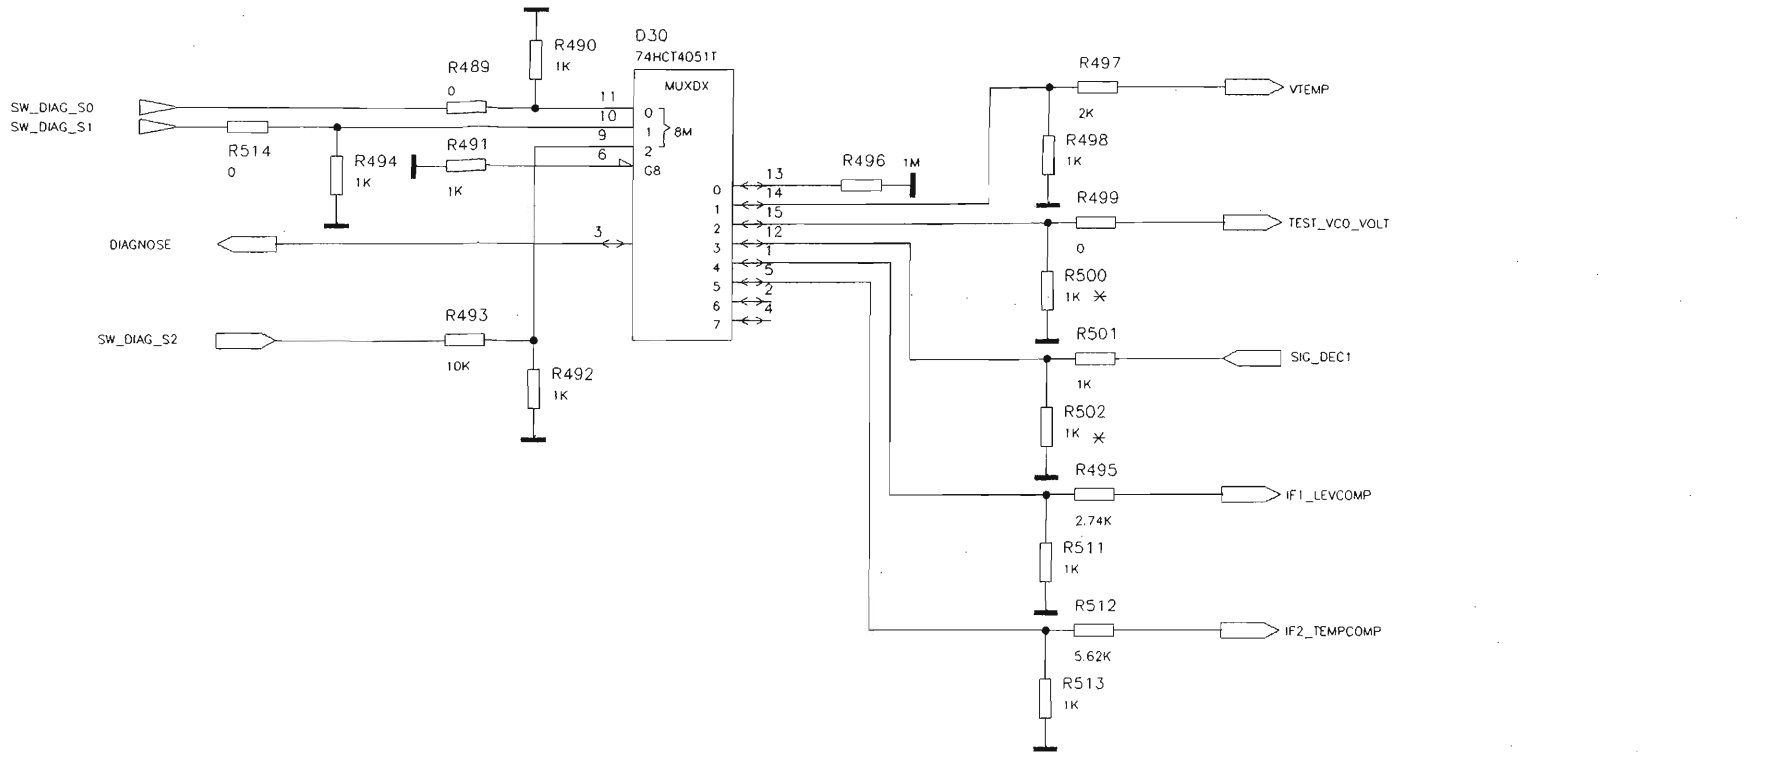 D30
74HCT4051T
MUXDX
R490
1K
R489
0
SW_DIAG_S0
SW_DIAG_S1
R514
0
R494
1K
R491
1K
11
10
9
6
0
1
2
8M
G8
3
DIAGNOSE
SW_DIAG_S2
R493
10K
R492
1K
0
1
2
3
4
5
6
7
13
14
15
12
1
5
2
4
R496
1M
R497
2K
VTEMP
R498
1K
R499
0
TEST_VCO_VOLT
R500
1K *
R501
1K
SIG_DEC1
R502
1K *
R495
2.74K
IF1_LEVCOMP
R511
1K
R512
5.62K
IF2_TEMPCOMP
R513
1K